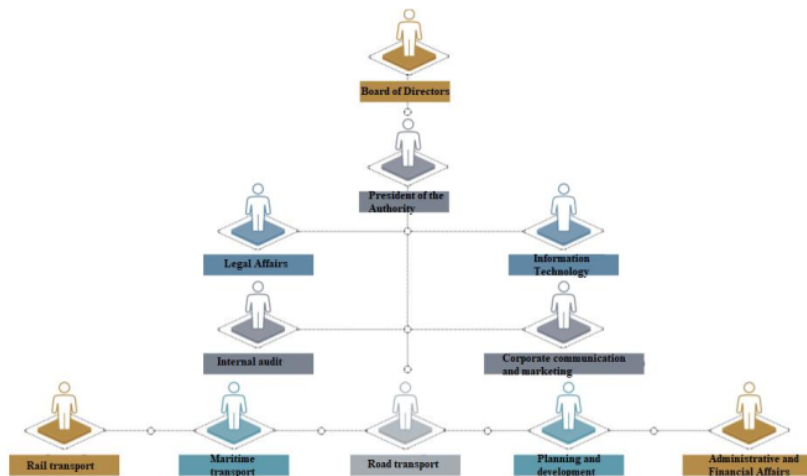 Board of Directors
President of the
Authority
Legal Affairs
Information
Technology
Internal audit
Corporate communication
and marketing
Rail transport
Maritime
transport
Road transport
Planning and
development
Administrative and
Financial Affairs